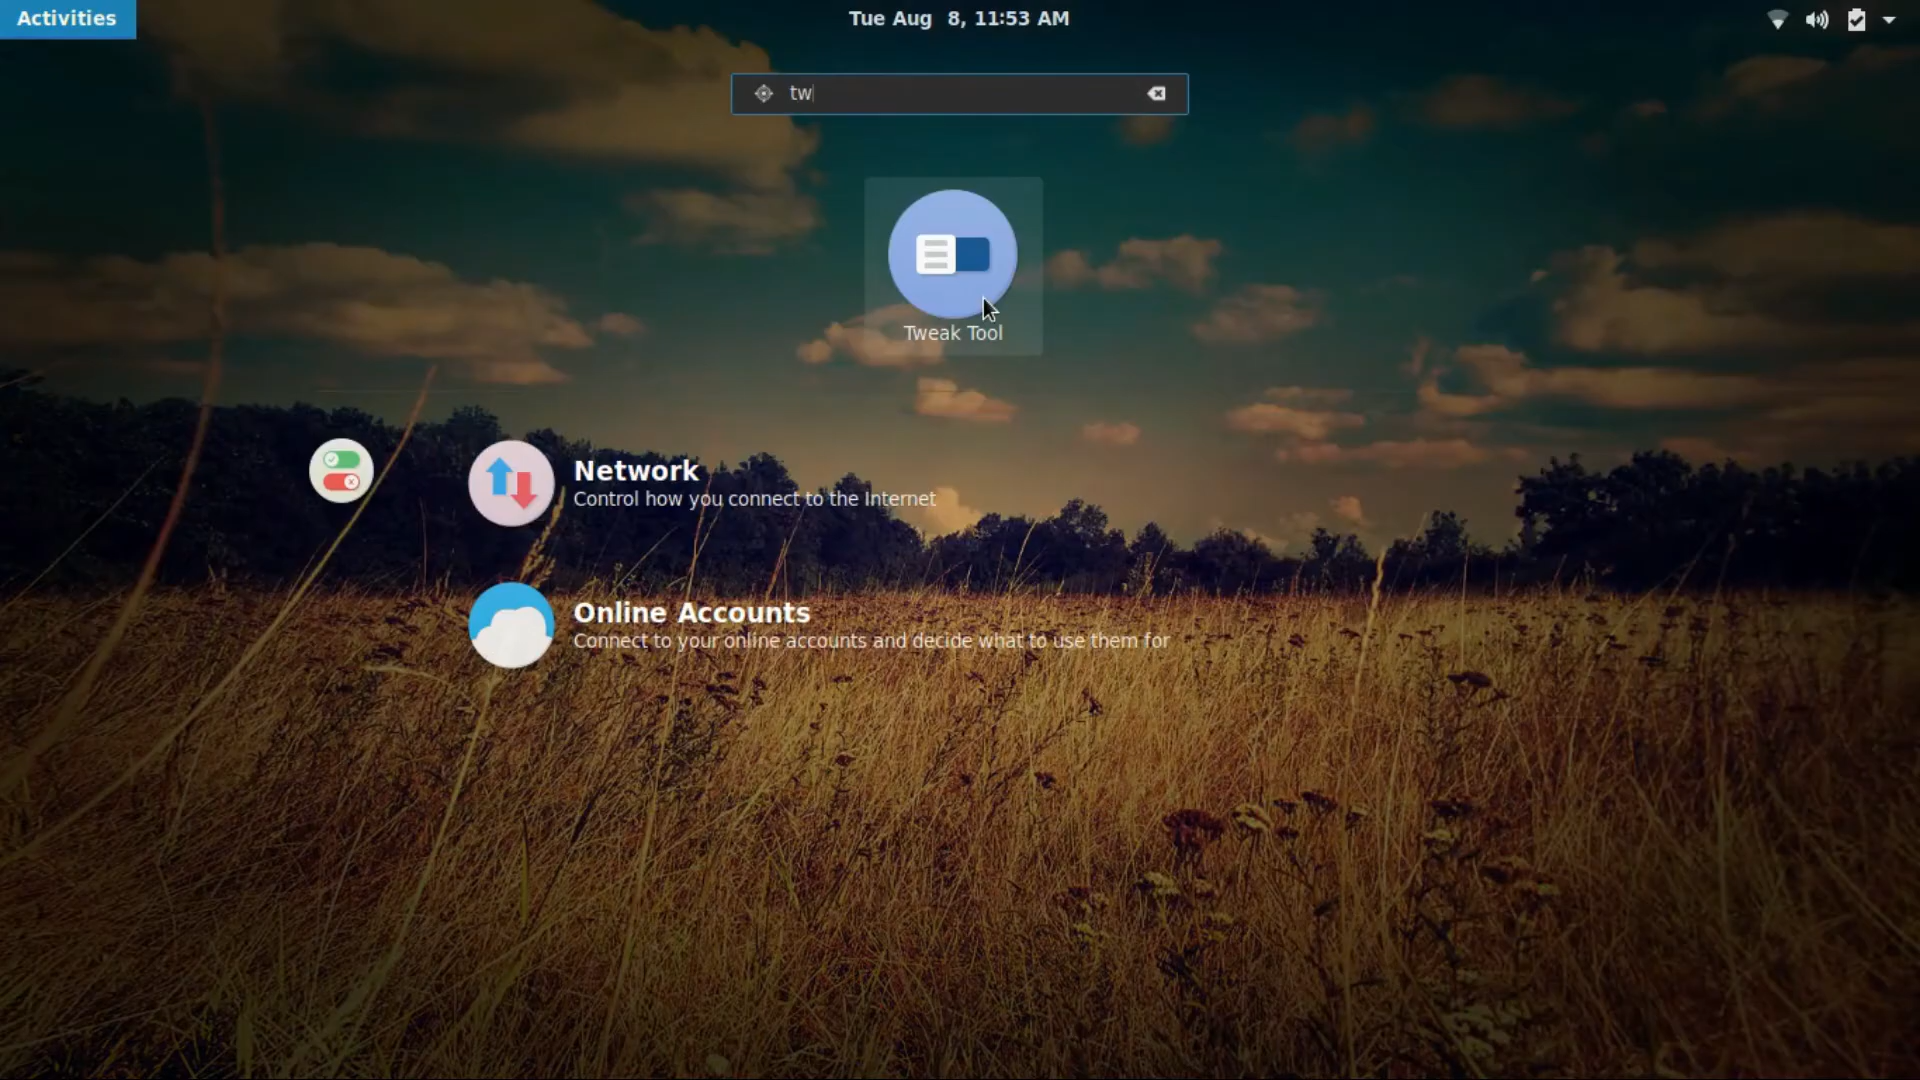 Activities
Tue Aug 8, 11:53 AM
tw
Tweak Tool
Network
Control how you connect to the Internet
Online Accounts
Connect to your online accounts and decide what to use them for